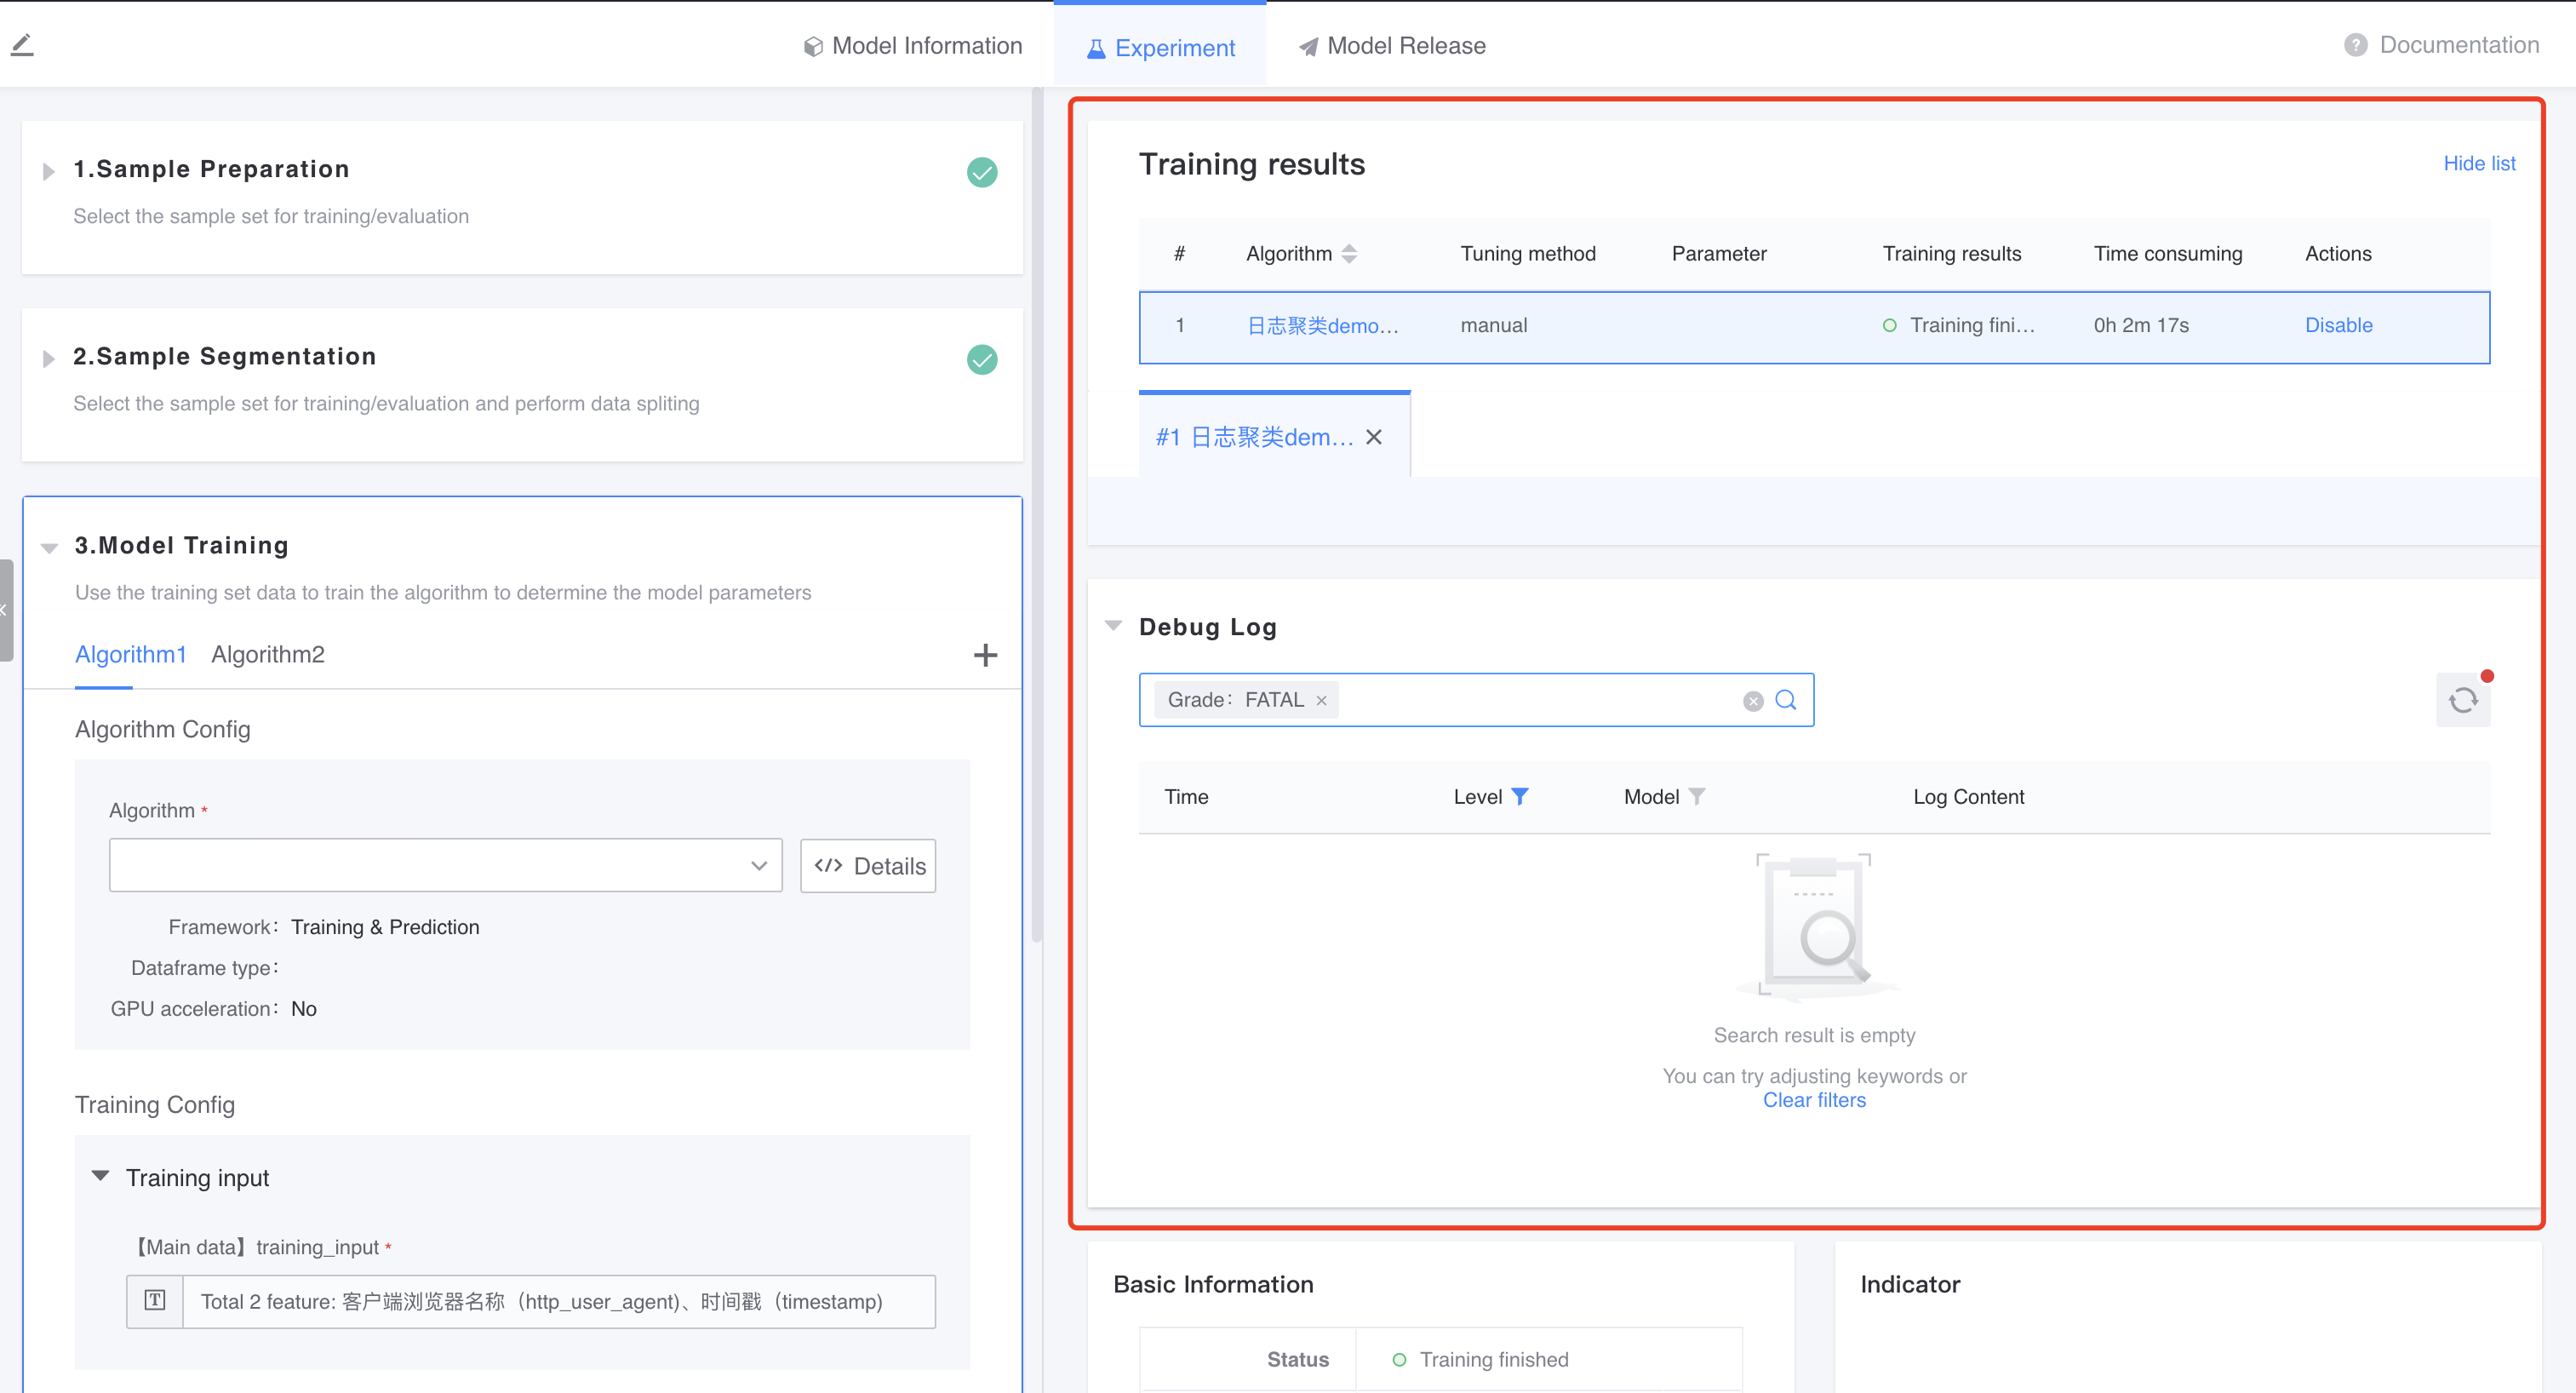 Model Information
Experiment
Model Release
Documentation
1.Sample Preparation
Select the sample set for training/evaluation
2.Sample Segmentation
Select the sample set for training/evaluation and perform data spliting
3.Model Training
Use the training set data to train the algorithm to determine the model parameters
Algorithm1 Algorithm2
Algorithm Config
Algorithm *
</> Details
Framework： Training & Prediction
Dataframe type：
GPU acceleration： No
Training Config
Training input
【Main data】training_input *
Total 2 feature: 客户端浏览器名称（http_user_agent)、时间戳（timestamp)
Training results
Hide list
# Algorithm Tuning method Parameter Training results Time consuming Actions
1 日志聚类demo... manual Training fini... 0h 2m 17s Disable
#1 日志聚类dem...
Debug Log
Grade： FATAL
Time Level Model Log Content
Search result is empty
You can try adjusting keywords or
Clear filters
Basic Information
Status Training finished
Indicator